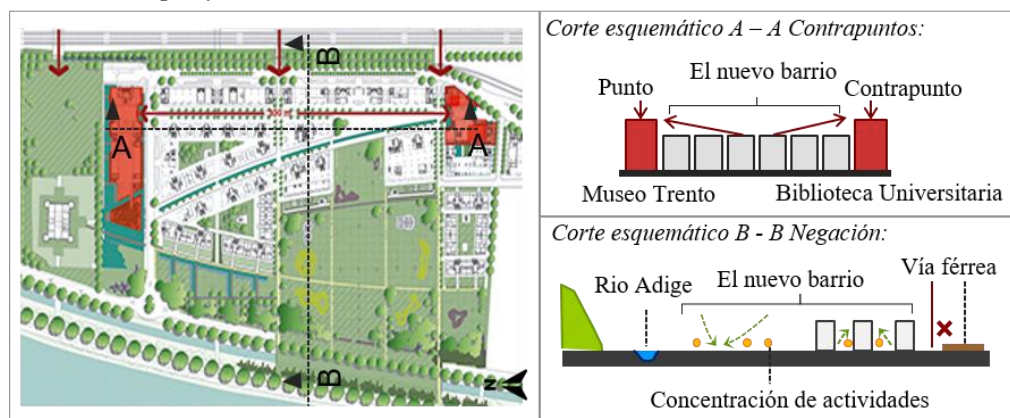 B
A
A
B
N
Corte esquemático A – A Contrapuntos:
El nuevo barrio
Punto
Contrapunto
Museo Trento
Biblioteca Universitaria
Corte esquemático B - B Negación:
Vía férrea
El nuevo barrio
Rio Adige
Concentración de actividades